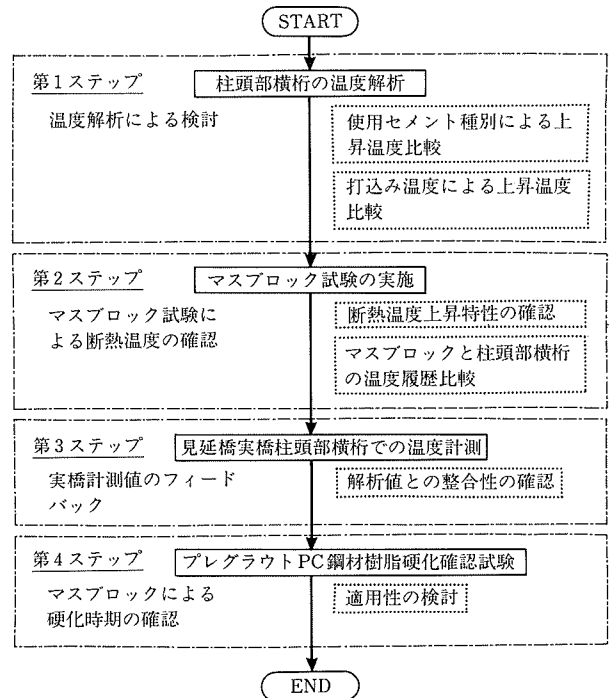 START
第1ステップ
柱頭部横桁の温度解析
温度解析による検討
使用セメント種別による上
昇温度比較
打込み温度による上昇温度
比較
第2ステップ
マスブロック試験の実施
マスブロック試験に
よる断熱温度の確認
断熱温度上昇特性の確認
マスブロックと柱頭部横桁
の温度履歴比較
第3ステップ
見延橋実橋柱頭部横桁での温度計測
実橋計測値のフィード
バック
解析値との整合性の確認
第4ステップ
プレグラウトPC鋼材樹脂硬化確認試験
マスブロックによる
硬化時期の確認
適用性の検討
END